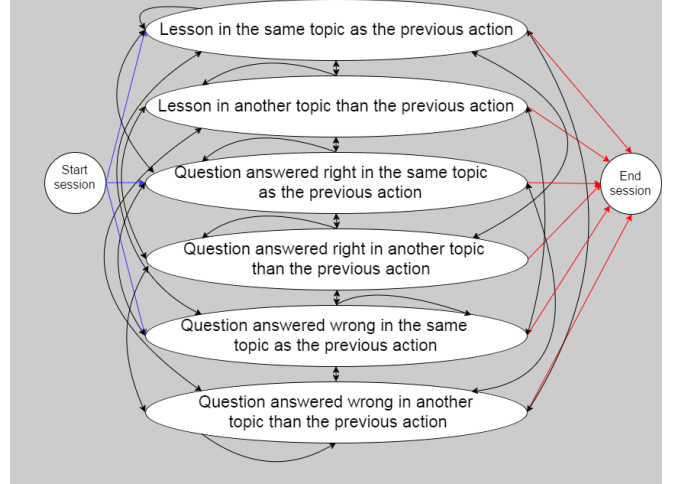 Lesson in the same topic as the previous action
Lesson in another topic than the previous action
Start
session
Question answered right in the same topic
as the previous action
End
session
Question answered right in another topic
than the previous action
Question answered wrong in the same
topic as the previous action
Question answered wrong in another
topic than the previous action